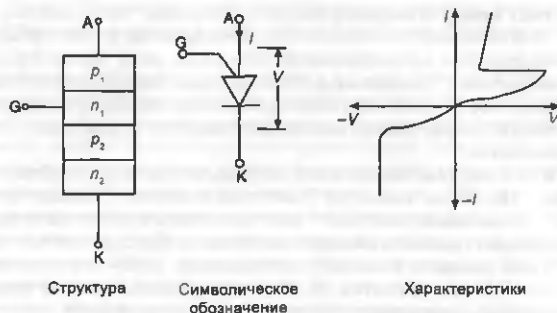 A
G
p₁
n₁
p₂
n₂
K
Структура
A
I
G
V
K
Символическое
обозначение
I
–V
V
–I
Характеристики